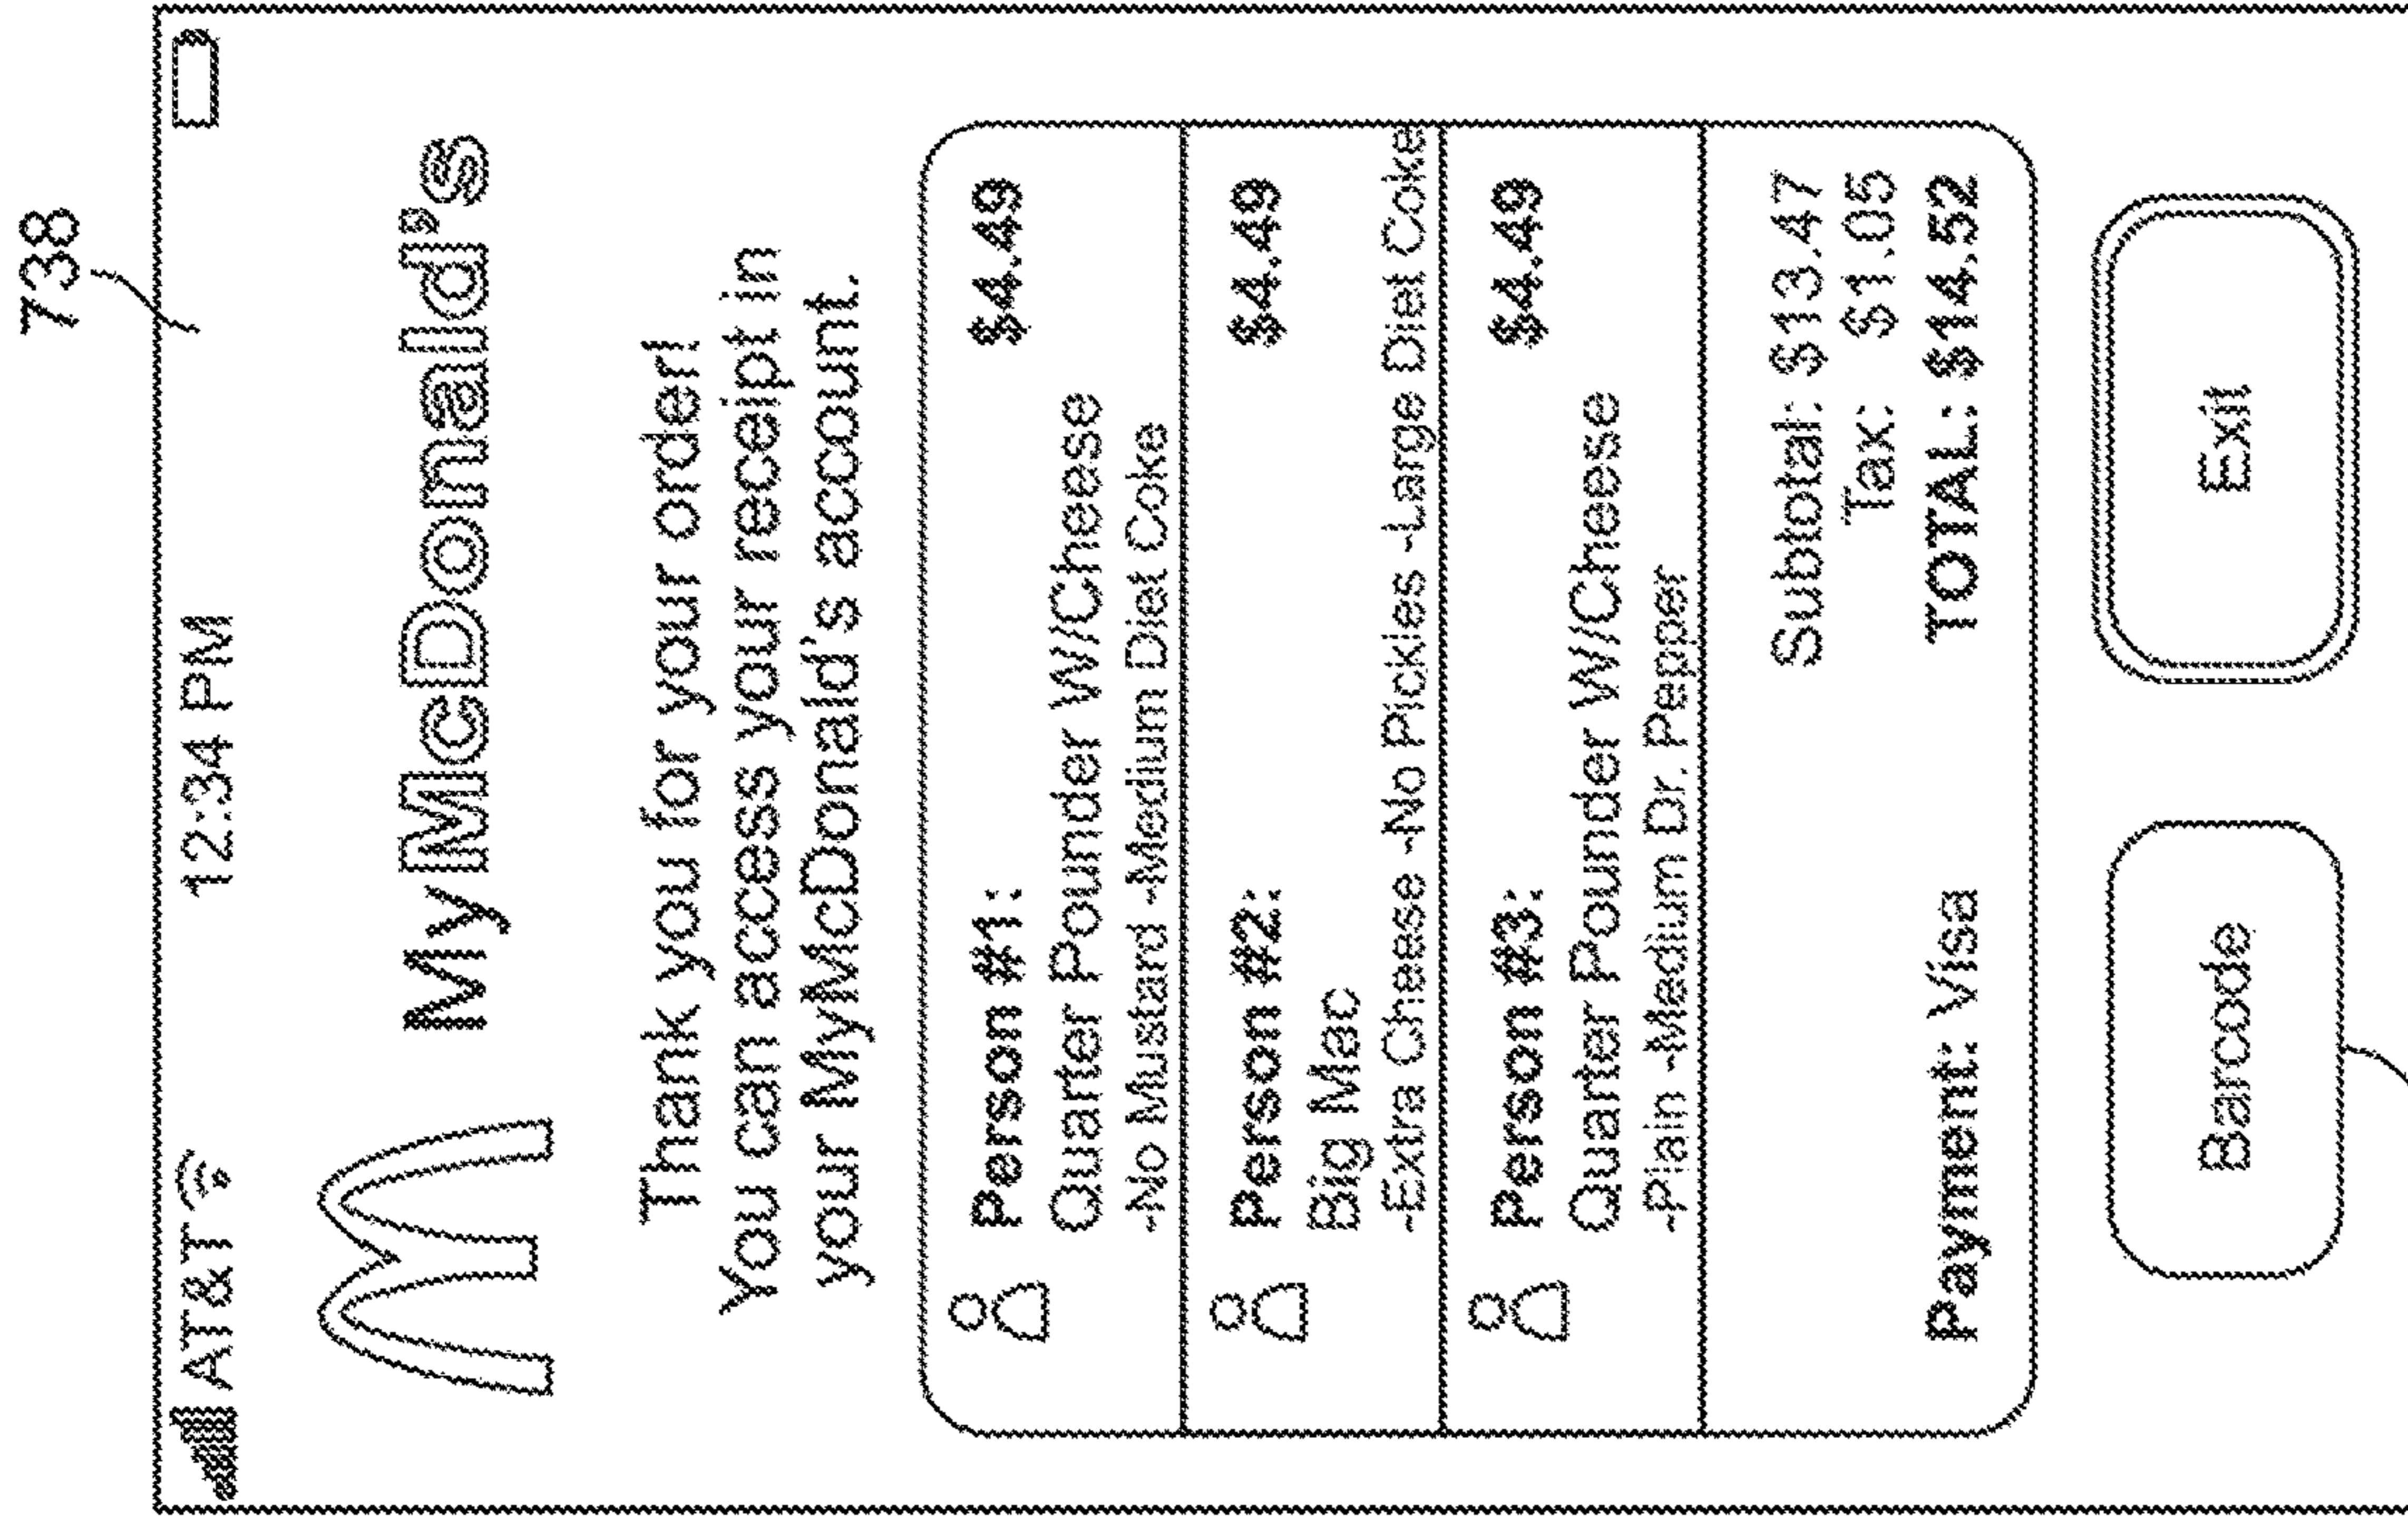 738
AT&T 12:34 PM
MyMcDonald's
Thank you for your order!
You can access your receipt in
your MyMcDonald's account.
Person #1: $4.49
Quarter Pounder W/Cheese
-No Mustard -Medium Diet Coke
Person #2: $4.49
Big Mac
-Extra Cheese -No Pickles -Large Diet Coke
Person #3: $4.49
Quarter Pounder W/Cheese
-Plain -Medium Dr. Pepper
Subtotal: $13.47
Tax: $1.05
Payment: Visa TOTAL: $14.52
Barcode Exit